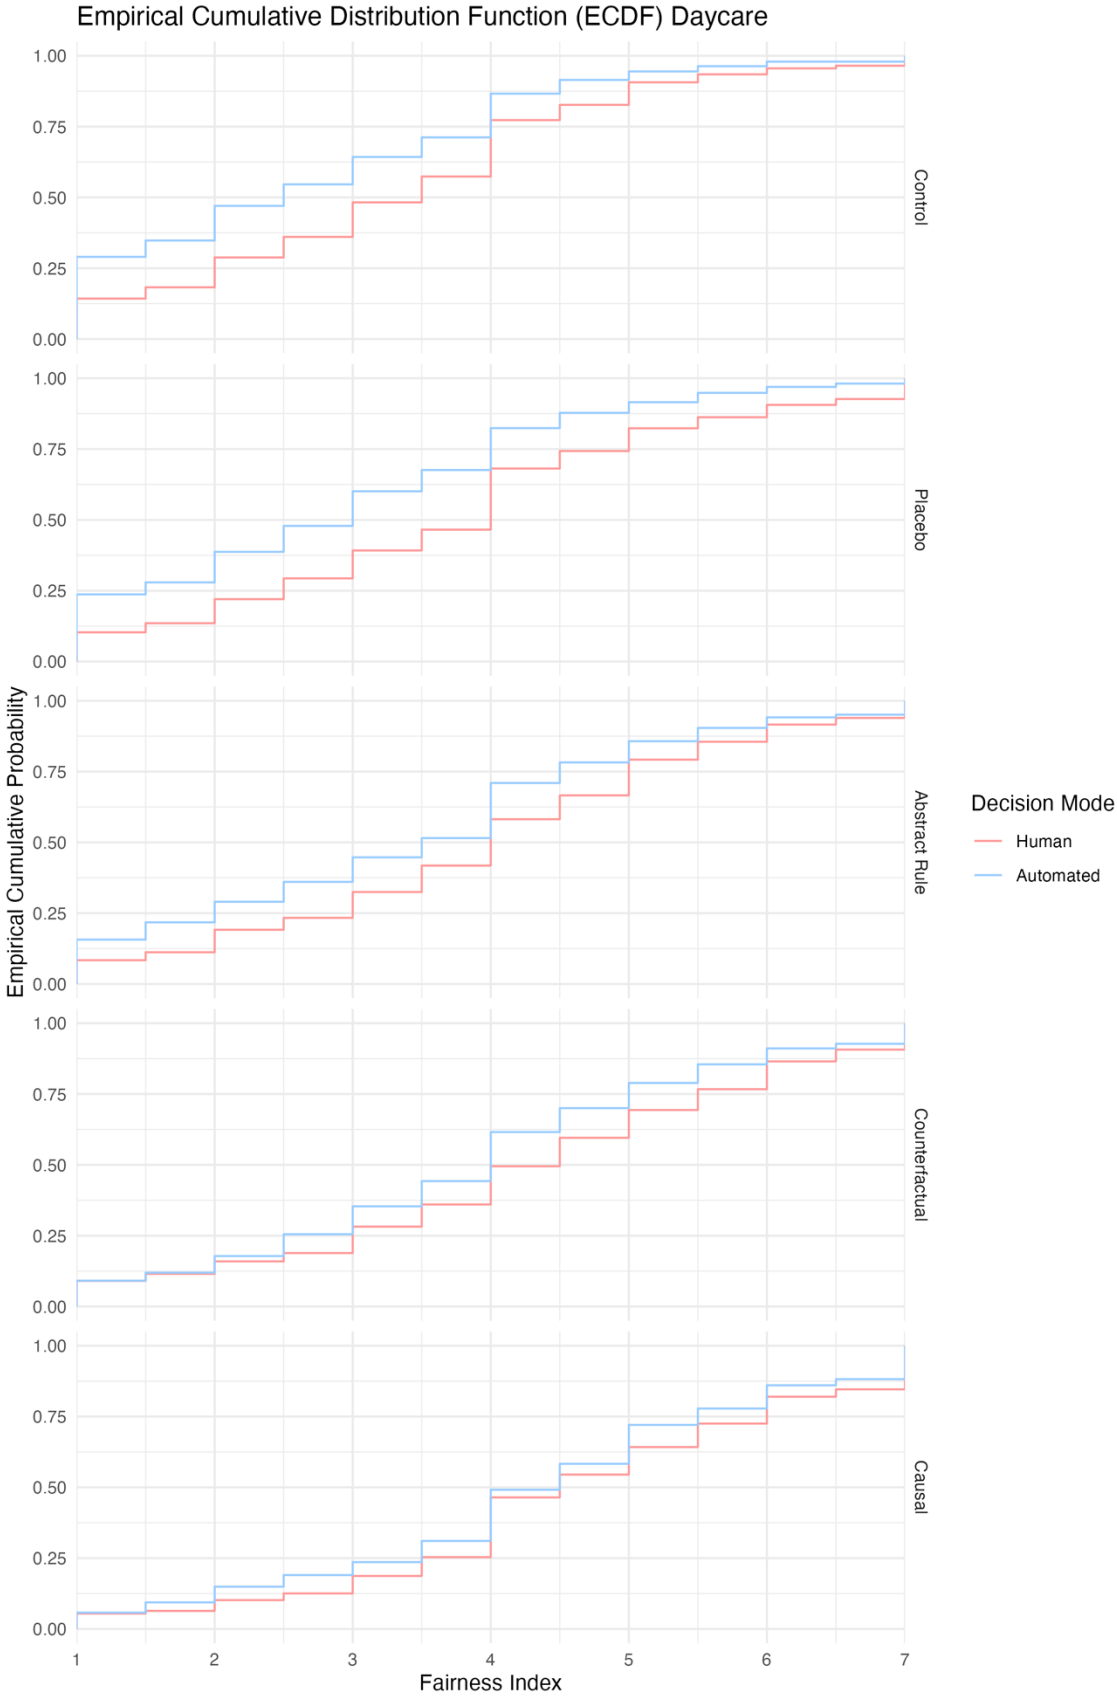 Empirical Cumulative Distribution Function (ECDF) Daycare
1.00
0.75
0.50
0.25
0.00
Control
1.00
0.75
0.50
0.25
0.00
Placebo
Empirical Cumulative Probability
1.00
0.75
0.50
0.25
0.00
Abstract Rule
Decision Mode
Human
Automated
1.00
0.75
0.50
0.25
0.00
Counterfactual
1.00
0.75
0.50
0.25
0.00
Causal
1 2 3 4 5 6 7
Fairness Index